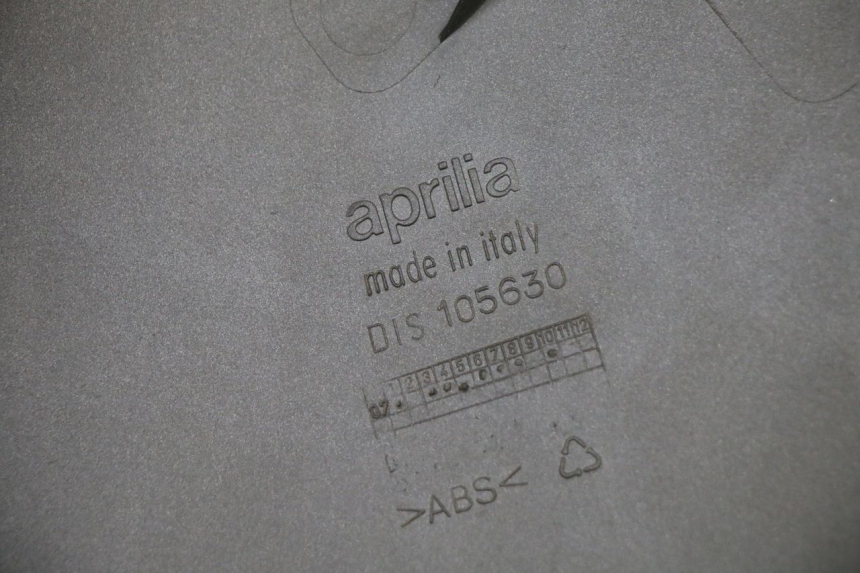 aprilia
made in italy
DIS 105630
1 2 3 4 5 6 7 8 9 10 11 12
07
>ABS<